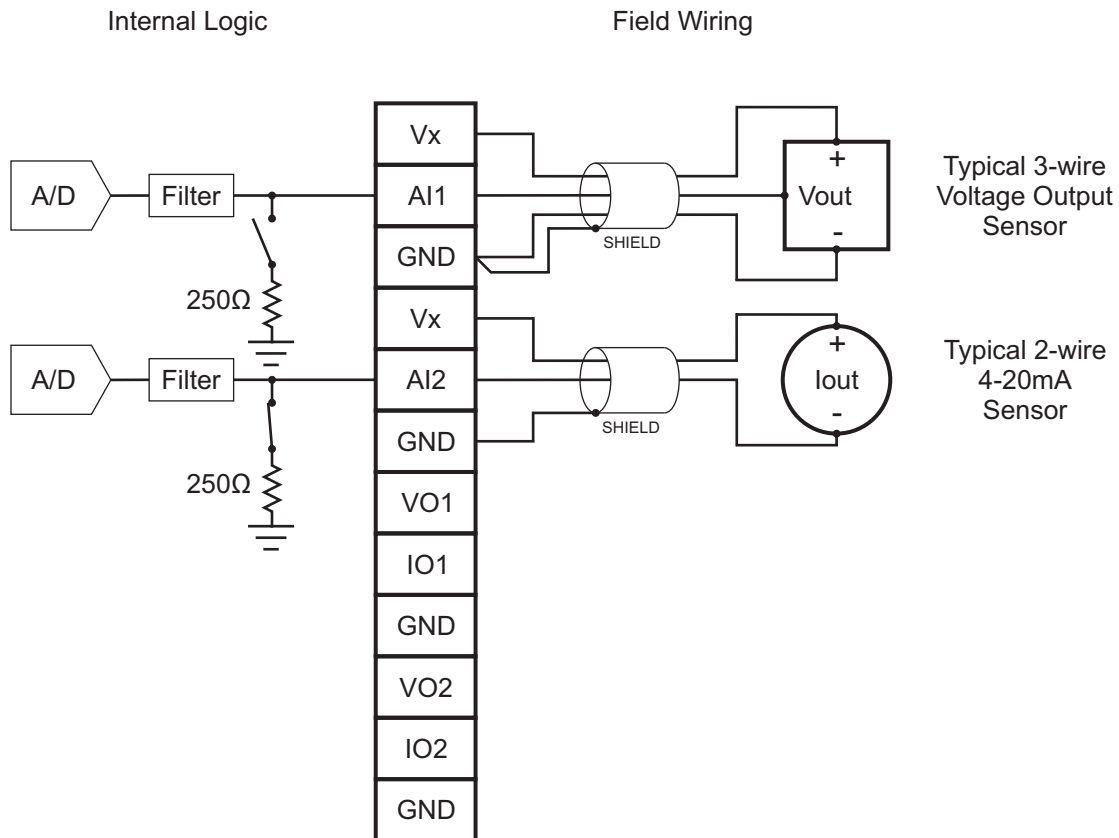 Internal Logic
Field Wiring
Vx
A/D
Filter
AI1
GND
250Ω
SHIELD
+
Vout
-
Typical 3-wire
Voltage Output
Sensor
Vx
A/D
Filter
AI2
GND
250Ω
SHIELD
+
Iout
-
Typical 2-wire
4-20mA
Sensor
VO1
IO1
GND
VO2
IO2
GND